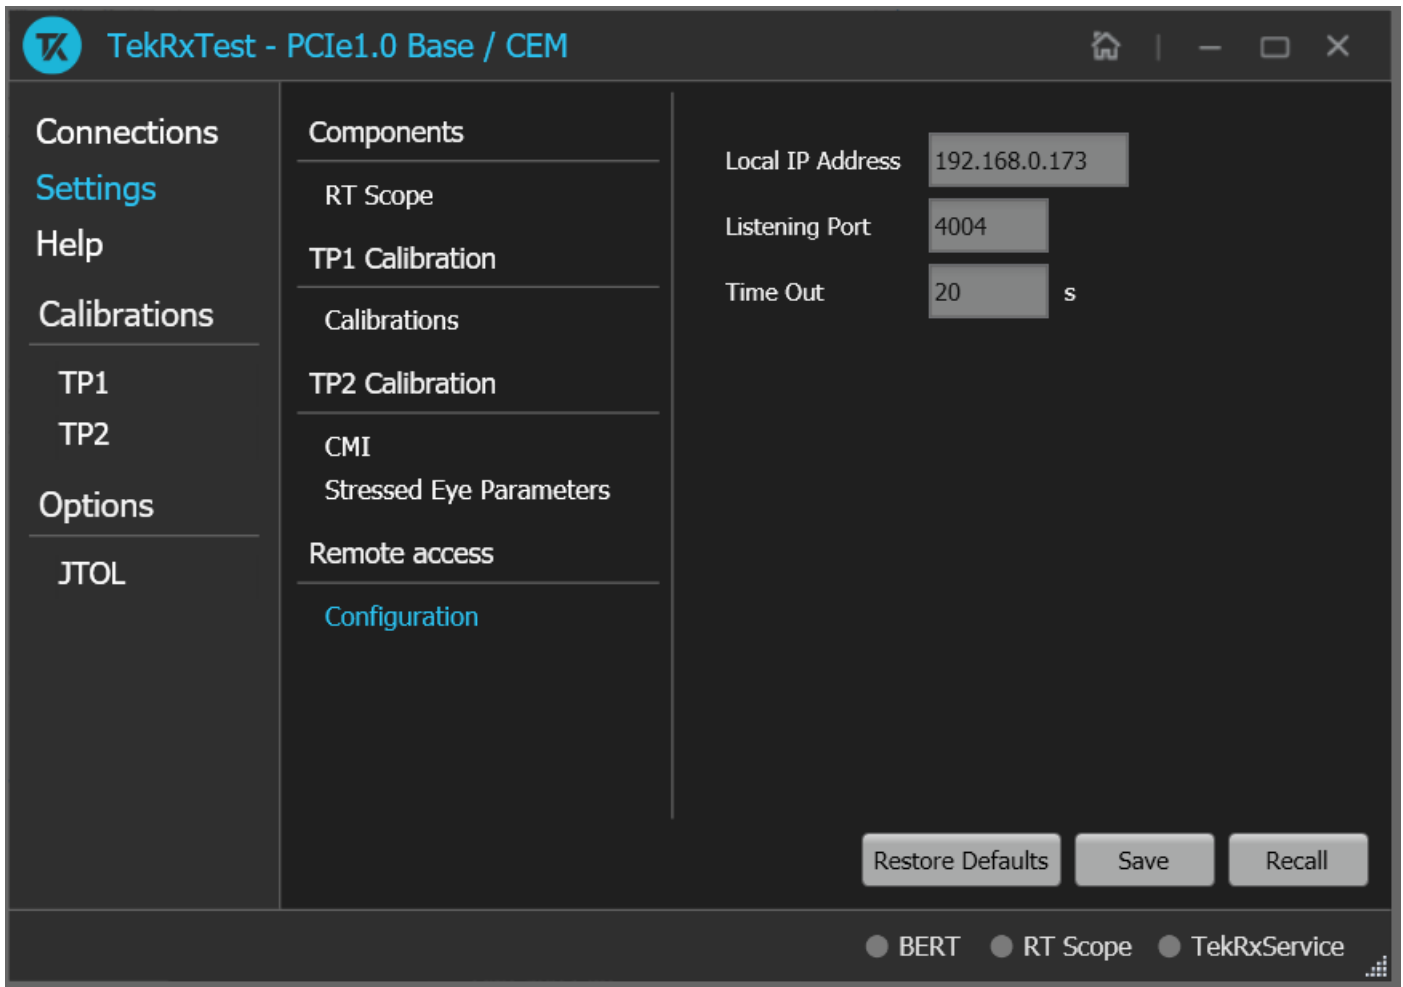 TekRxTest - PCIe1.0 Base / CEM
Connections
Settings
Help
Calibrations
TP1
TP2
Options
JTOL
Components
RT Scope
TP1 Calibration
Calibrations
TP2 Calibration
CMI
Stressed Eye Parameters
Remote access
Configuration
Local IP Address 192.168.0.173
Listening Port 4004
Time Out 20 s
Restore Defaults Save Recall
BERT RT Scope TekRxService